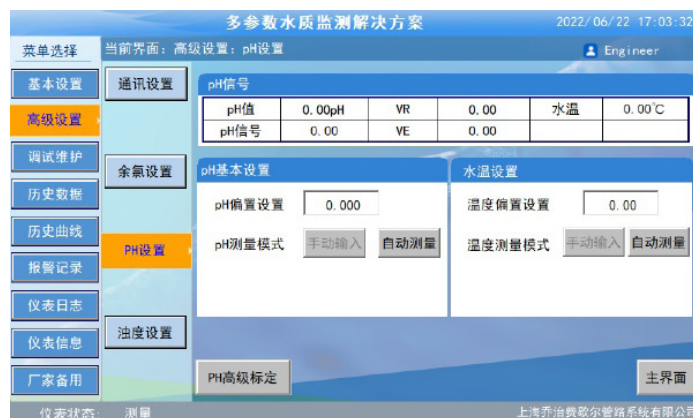 多参数水质监测解决方案
2022/06/22 17:03:32
菜单选择
当前界面: 高级设置: pH设置
Engineer
基本设置
高级设置
调试维护
历史数据
历史曲线
报警记录
仪表日志
仪表信息
厂家备用
通讯设置
余氯设置
PH设置
浊度设置
pH信号
pH值 0.00pH VR 0.00 水温 0.00℃
pH信号 0.00 VE 0.00
pH基本设置
pH偏置设置 0.000
pH测量模式 手动输入 自动测量
水温设置
温度偏置设置 0.00
温度测量模式 手动输入 自动测量
PH高级标定
主界面
仪表状态: 测量
上海乔治费歇尔管路系统有限公司